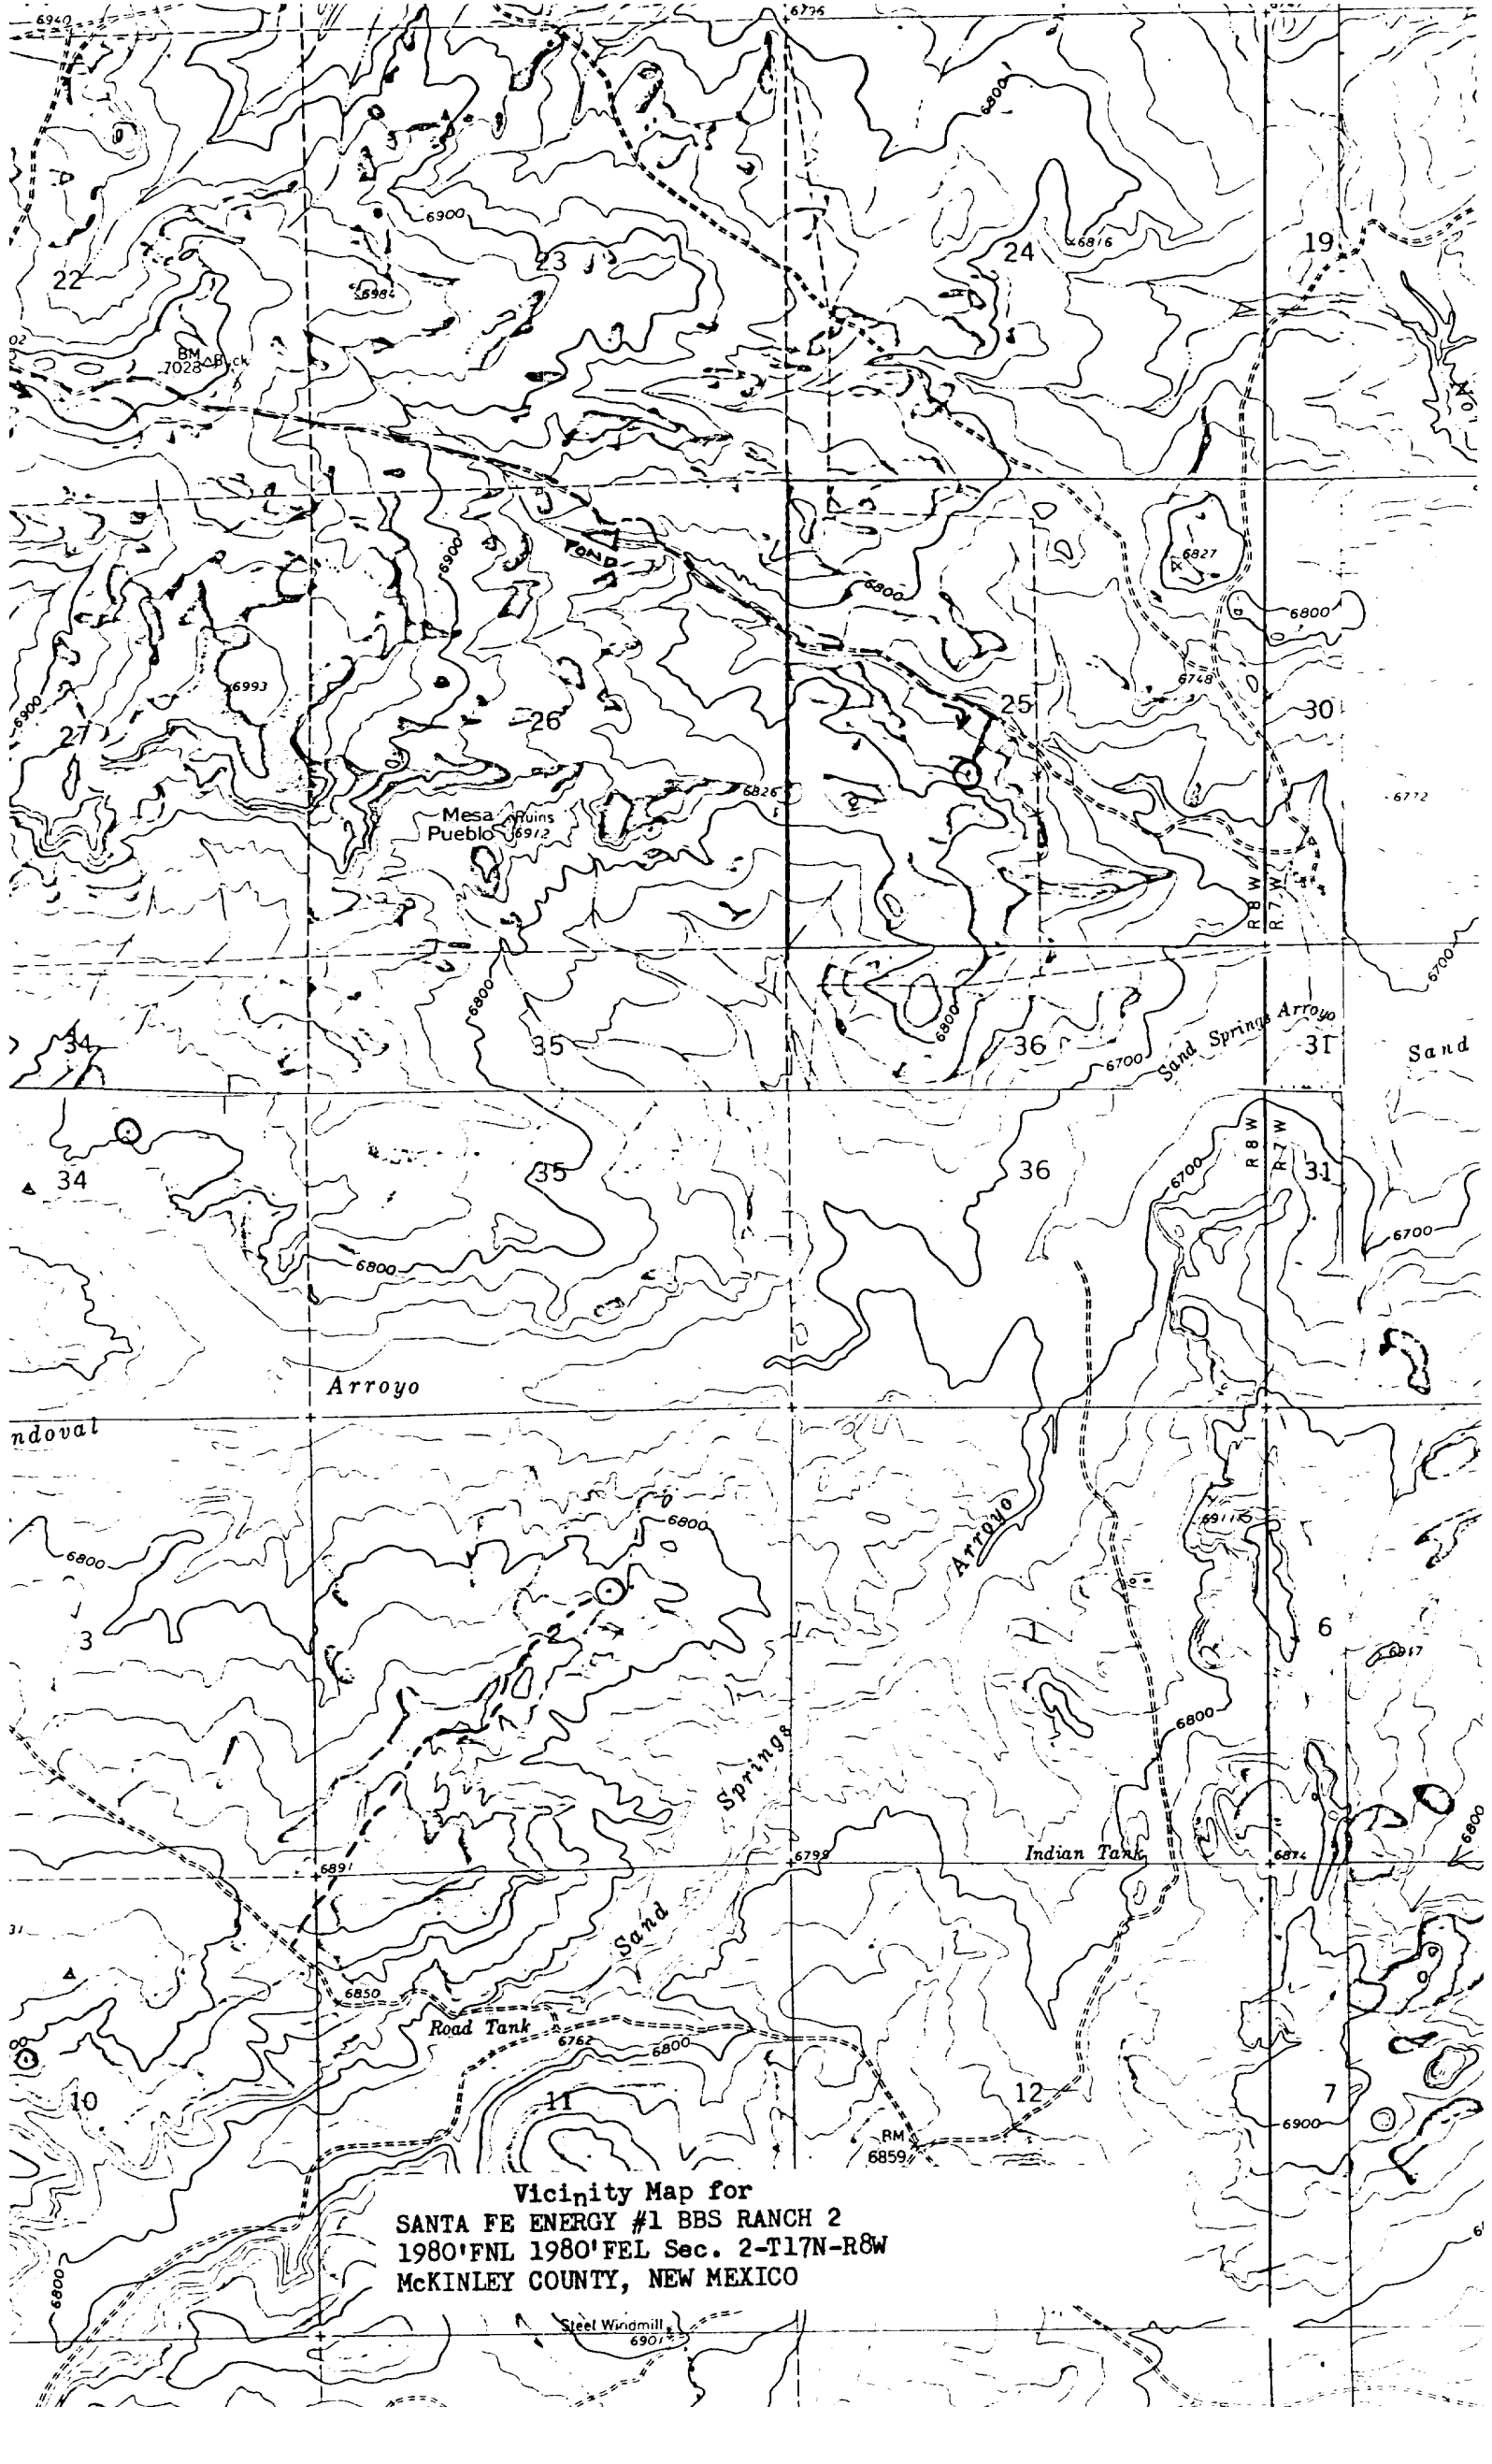 6940
6776
6800
6900
24
x6816
19
22
23
6984
BM
7028
6900
6827
POND
6800
6800
6993
6748
6900
25
30
27
26
6826
6772
Mesa Ruins
Pueblo 6912
R 8 W
R 7 W
6700
6800
6800
Sand Springs Arroyo
34
35
36
31
Sand
6700
R 8 W
R 7 W
34
35
36
6700
31
6700
6800
Arroyo
ndoval
6911
6800
6800
Arroyo
3
2
1
6
6967
6800
Springs
6800
6891
6799
Indian Tank
6874
Sand
6850
Road Tank
6762
6800
10
11
12
7
6900
BM
6859
Vicinity Map for
SANTA FE ENERGY #1 BBS RANCH 2
1980'FNL 1980'FEL Sec. 2-T17N-R8W
McKINLEY COUNTY, NEW MEXICO
6800
Steel Windmill
6901